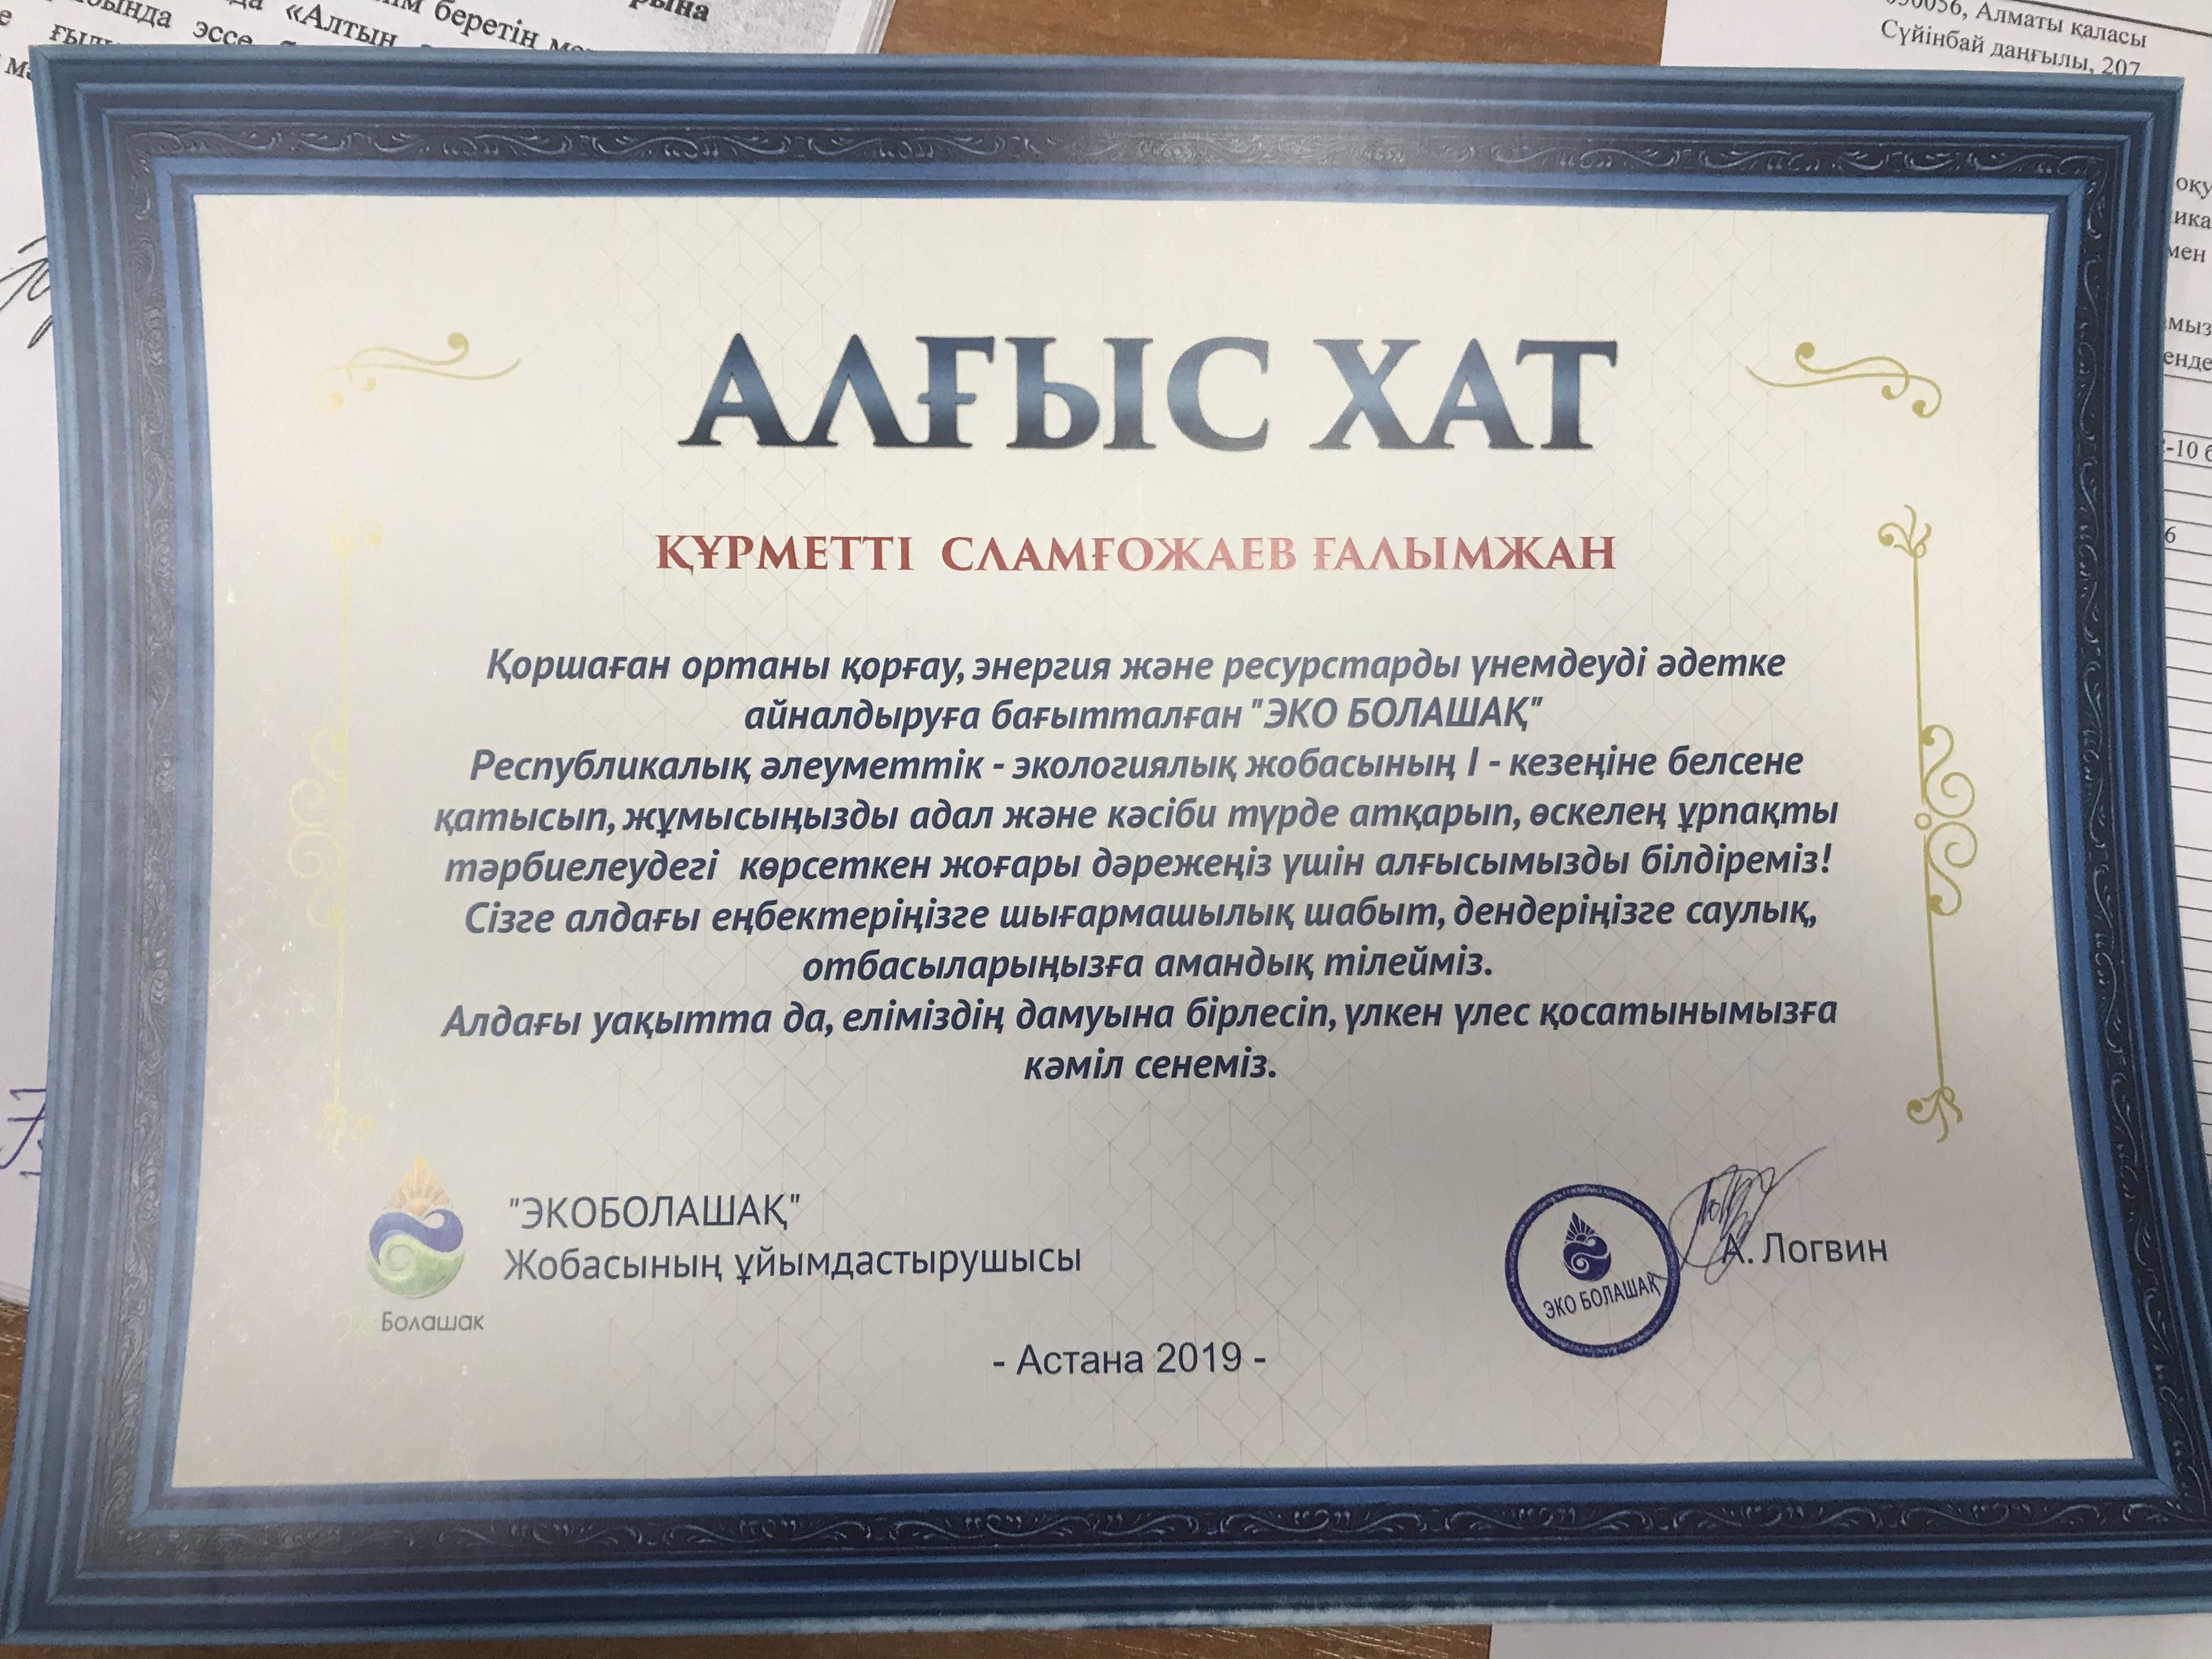 рына
беретін
ында эссе
«Алтын
050056, Алматы қаласы
Сүйінбай даңғылы, 207
АЛҒЫС ХАТ
ҚҰРМЕТТІ СЛАМҒОЖАЕВ ҒАЛЫМЖАН
Қоршаған ортаны қорғау, энергия және ресурстарды үнемдеуді әдетке
айналдыруға бағытталған "ЭКО БОЛАШАҚ"
Республикалық әлеуметтік - экологиялық жобасының І - кезеңіне белсене
қатысып, жұмысыңызды адал және кәсіби түрде атқарып, өскелең ұрпақты
тәрбиелеудегі көрсеткен жоғары дәрежеңіз үшін алғысымызды білдіреміз!
Сізге алдағы еңбектеріңізге шығармашылық шабыт, дендеріңізге саулық,
отбасыларыңызға амандық тілейміз.
Алдағы уақытта да, еліміздің дамуына бірлесіп, үлкен үлес қосатынымызға
кәміл сенеміз.
"ЭКОБОЛАШАҚ"
Жобасының ұйымдастырушысы
Эко Болашак
ЭКО БОЛАШАҚ
А. Логвин
- Астана 2019 -